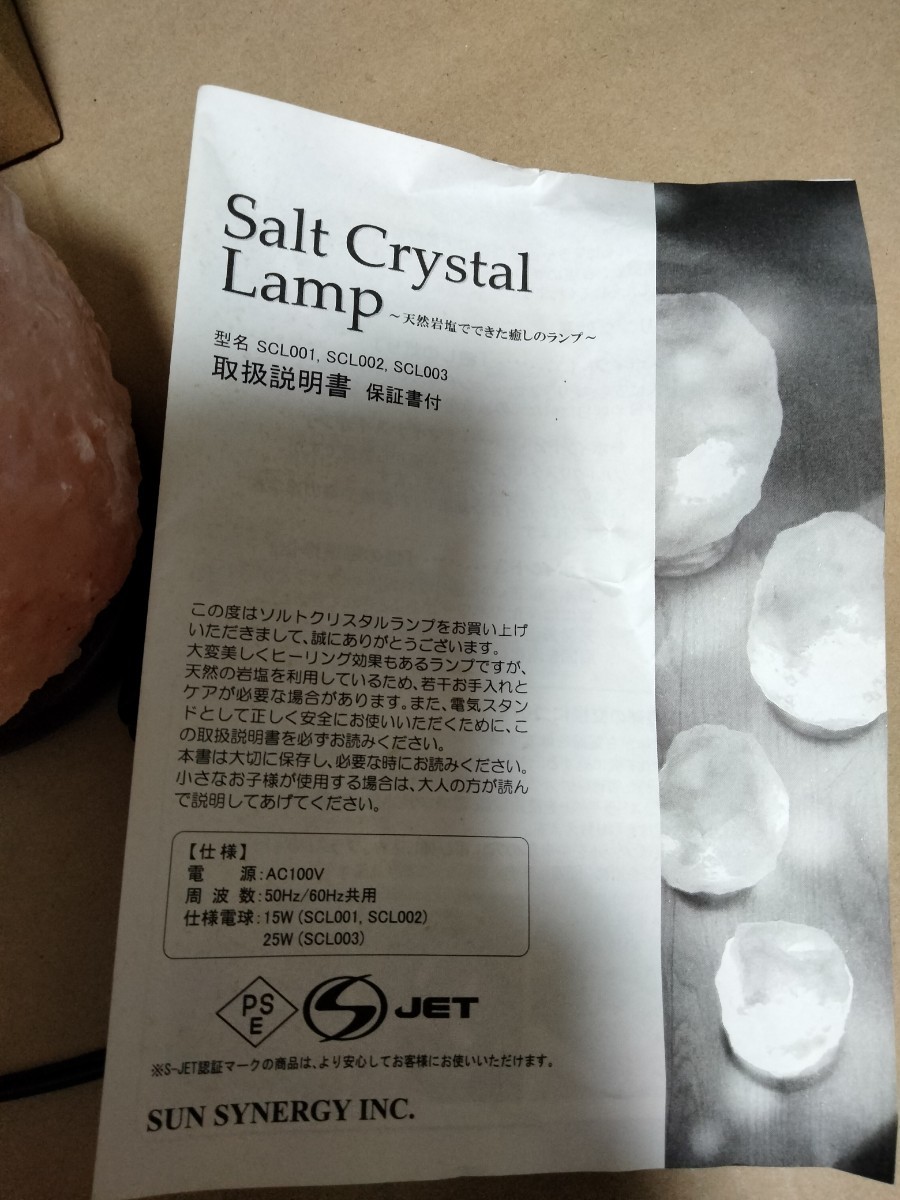 Salt Crystal
Lamp ～天然岩塩でできた癒しのランプ～
型名 SCL001, SCL002, SCL003
取扱説明書 保証書付
この度はソルトクリスタルランプをお買い上げ
いただきまして、誠にありがとうございます。
大変美しくヒーリング効果もあるランプですが、
天然の岩塩を利用しているため、若干お手入れと
ケアが必要な場合があります。また、電気スタン
ドとして正しく安全にお使いいただくために、こ
の取扱説明書を必ずお読みください。
本書は大切に保存し、必要な時にお読みください。
小さなお子様が使用する場合は、大人の方が読ん
で説明してあげてください。
【仕様】
電 源:AC100V
周 波 数:50Hz/60Hz共用
仕様電球:15W (SCL001, SCL002)
25W (SCL003)
PS
E
S JET
※S-JET認証マークの商品は、より安心してお客様にお使いいただけます。
SUN SYNERGY INC.